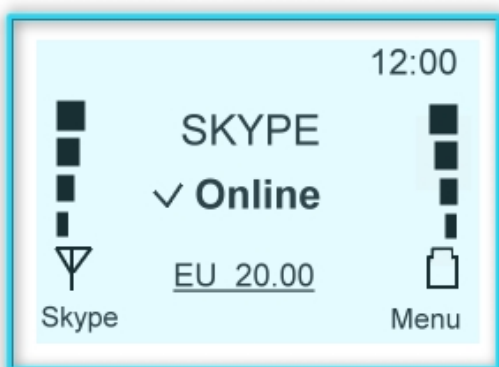 12:00
SKYPE
✓ Online
EU 20.00
Skype Menu